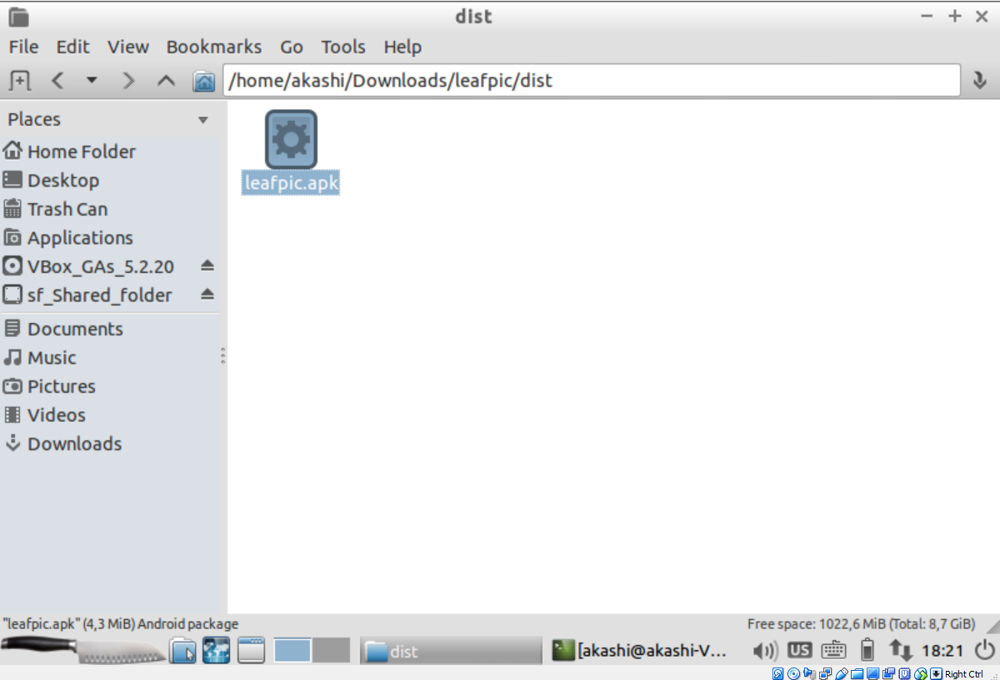 dist
File Edit View Bookmarks Go Tools Help
/home/akashi/Downloads/leafpic/dist
Places
Home Folder
Desktop
Trash Can
Applications
VBox_GAs_5.2.20
sf_Shared_folder
Documents
Music
Pictures
Videos
Downloads
leafpic.apk
"leafpic.apk" (4,3 MiB) Android package
Free space: 1022,6 MiB (Total: 8,7 GiB)
dist
[akashi@akashi-V...
US
18:21
Right Ctrl